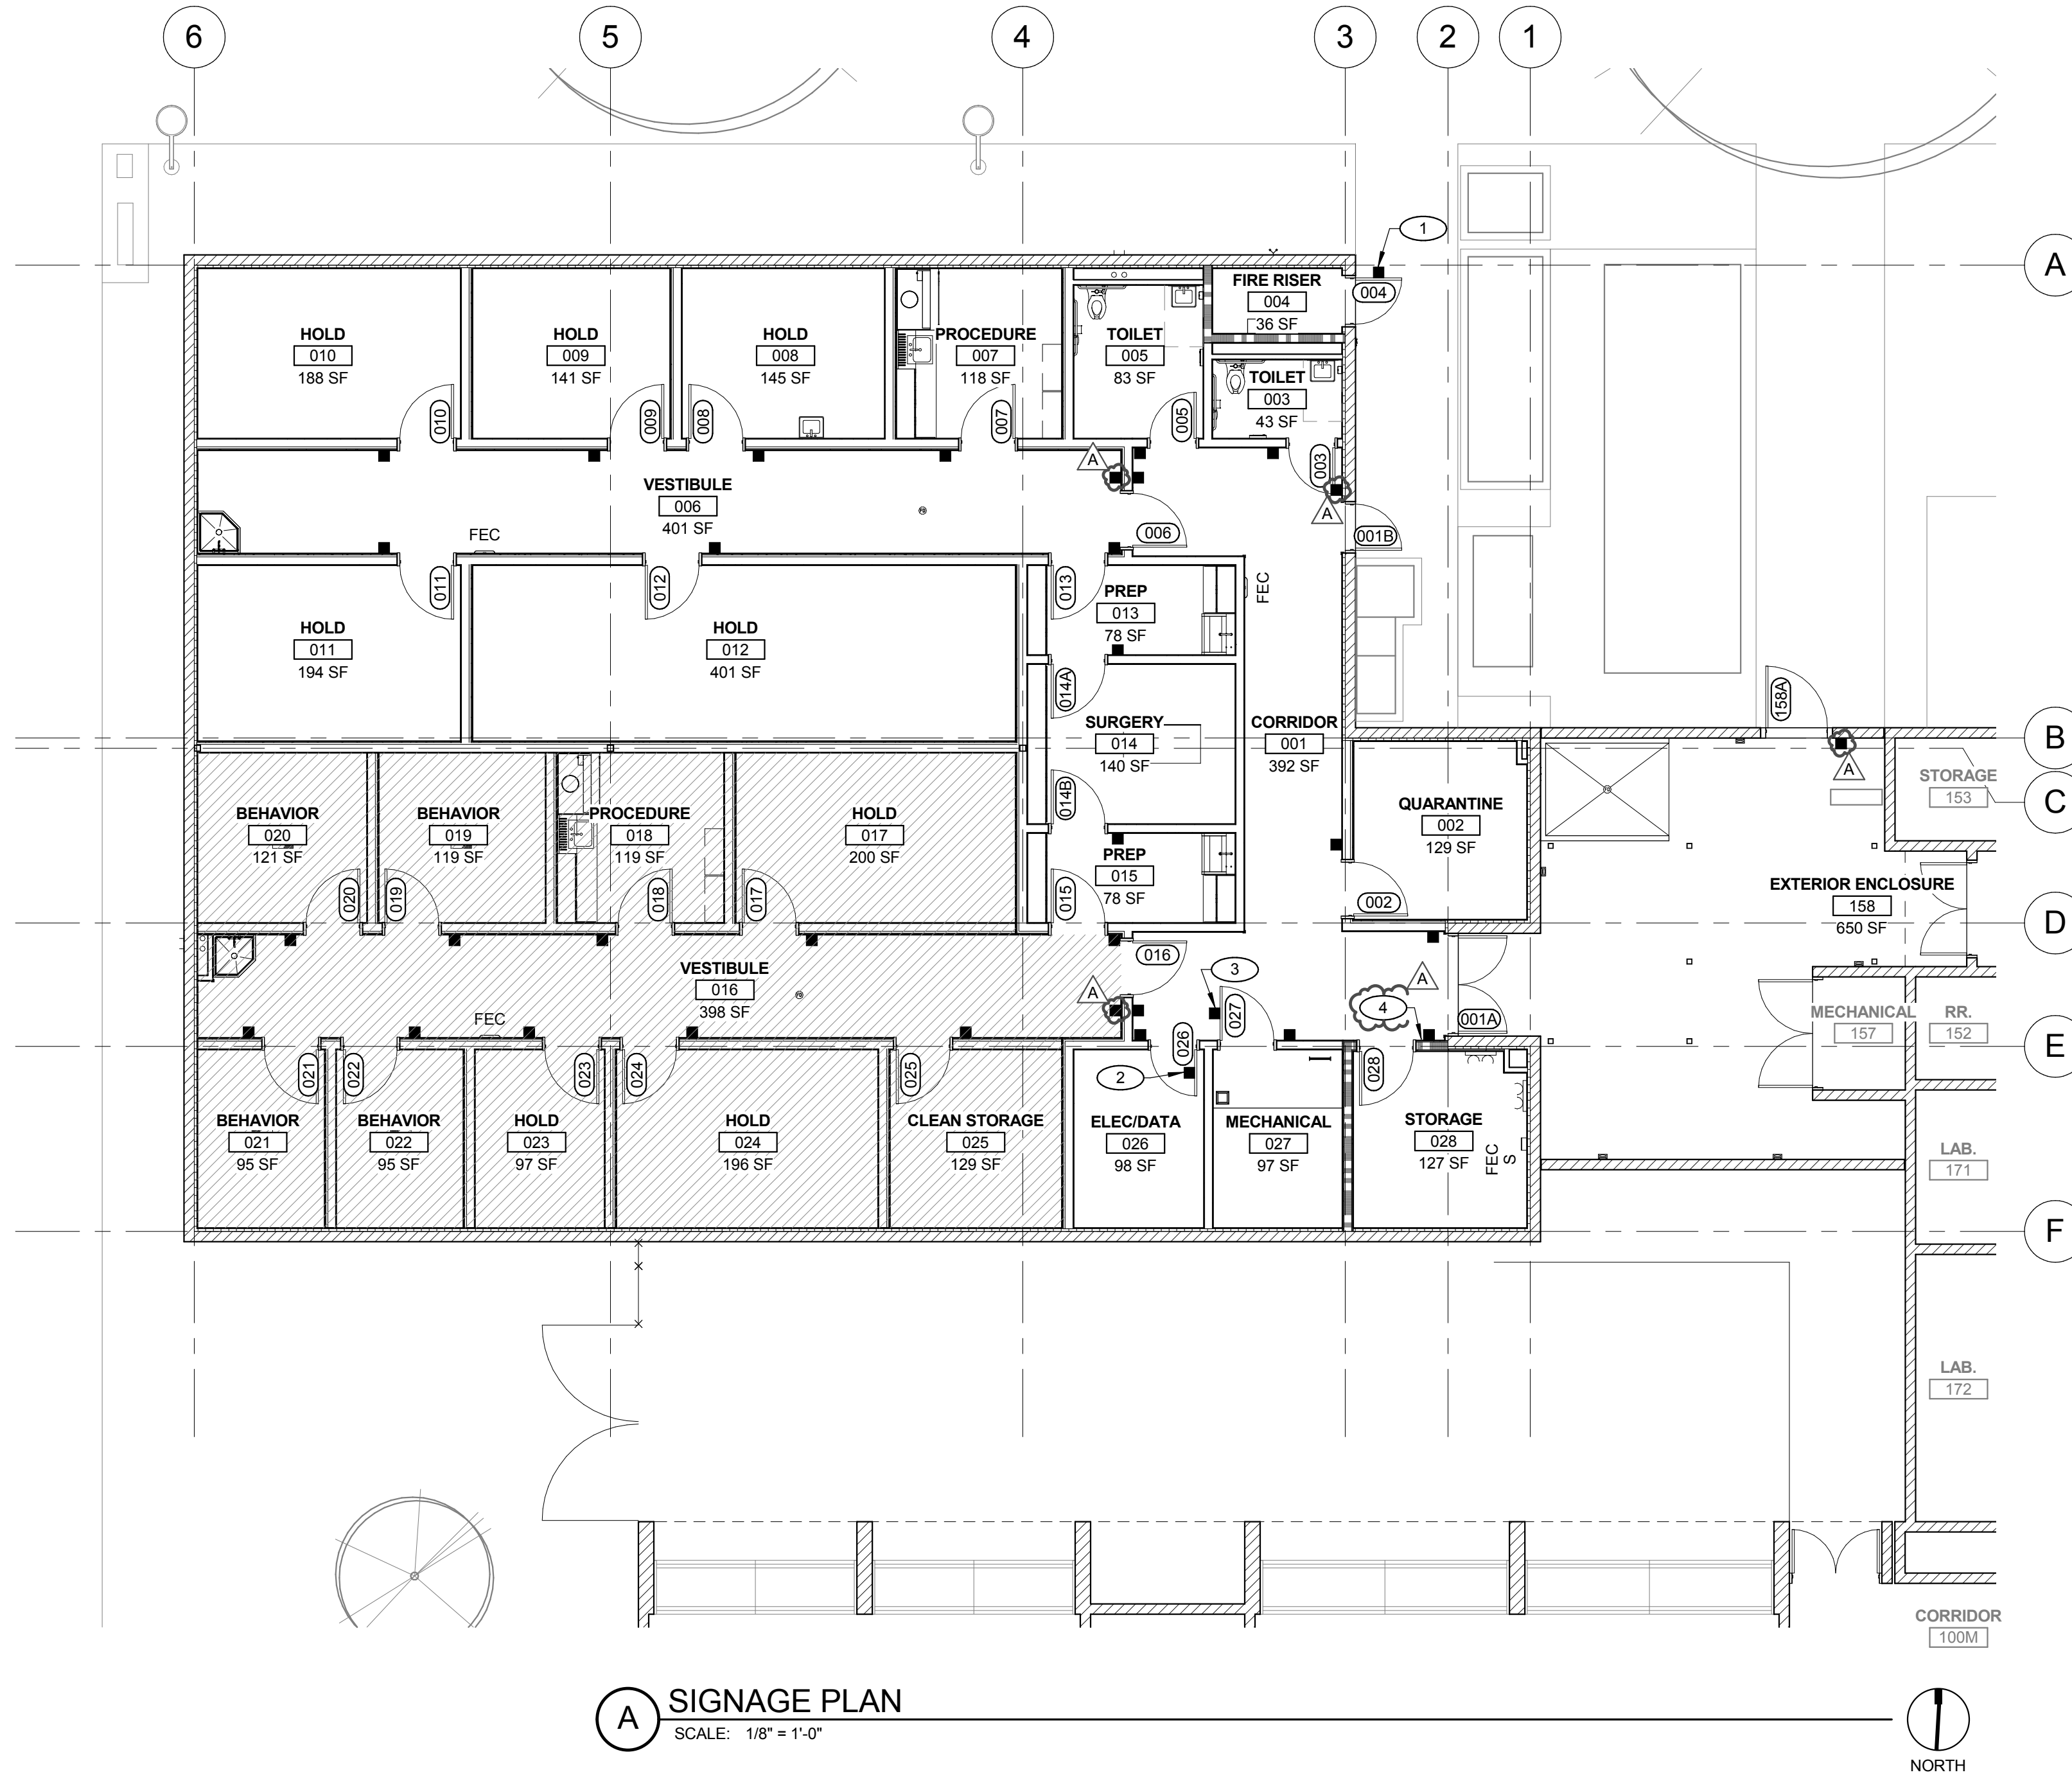 6
5
4
3
2
1
1
A
004
FIRE RISER
004
36 SF
HOLD
010
188 SF
HOLD
009
141 SF
HOLD
008
145 SF
PROCEDURE
007
118 SF
TOILET
005
83 SF
TOILET
003
43 SF
010
009
008
007
005
003
A
A
VESTIBULE
006
401 SF
FEC
006
001B
011
012
013
FEC
PREP
013
78 SF
HOLD
011
194 SF
HOLD
012
401 SF
014A
158A
SURGERY
014
140 SF
CORRIDOR
001
392 SF
B
A
STORAGE
153
C
014B
QUARANTINE
002
129 SF
BEHAVIOR
020
121 SF
BEHAVIOR
019
119 SF
PROCEDURE
018
119 SF
HOLD
017
200 SF
PREP
015
78 SF
020
019
018
017
015
002
EXTERIOR ENCLOSURE
158
650 SF
D
016
3
VESTIBULE
016
398 SF
A
A
4
FEC
027
001A
026
MECHANICAL
157
RR.
152
E
021
022
023
024
025
2
028
BEHAVIOR
021
95 SF
BEHAVIOR
022
95 SF
HOLD
023
97 SF
HOLD
024
196 SF
CLEAN STORAGE
025
129 SF
ELEC/DATA
026
98 SF
MECHANICAL
027
97 SF
STORAGE
028
127 SF
FEC
S
LAB.
171
F
LAB.
172
CORRIDOR
100M
A
SIGNAGE PLAN
SCALE: 1/8" = 1'-0"
NORTH